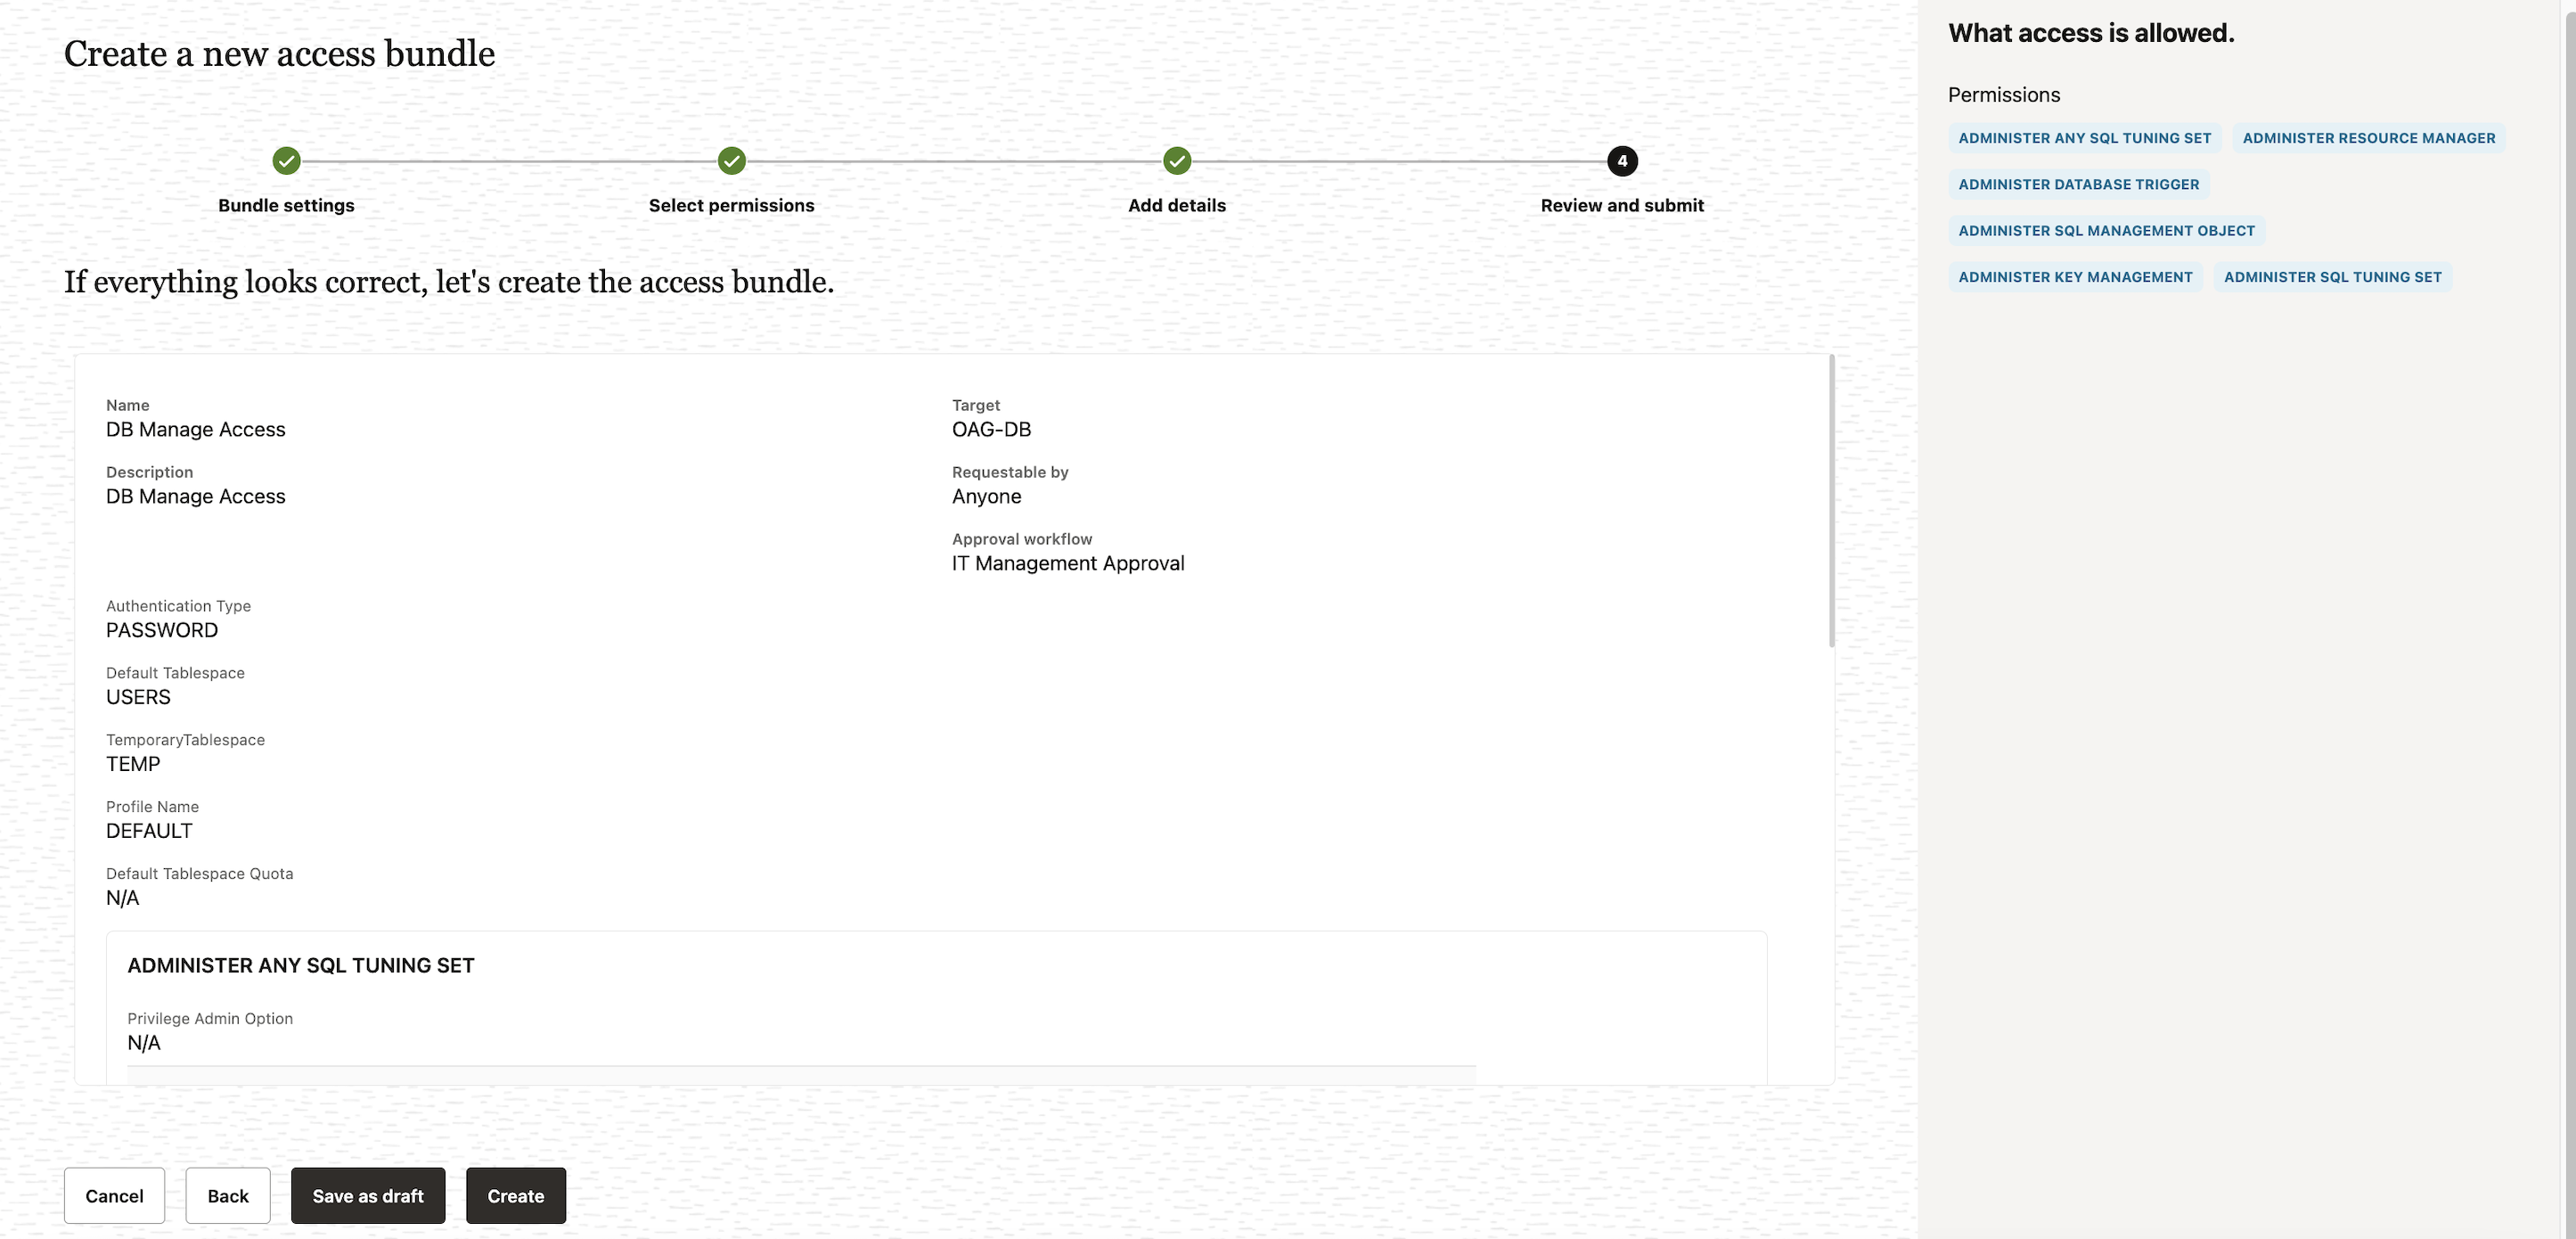 Create a new access bundle
4
Bundle settings
Select permissions
Add details
Review and submit
If everything looks correct, let's create the access bundle.
Name
DB Manage Access
Description
DB Manage Access
Target
OAG-DB
Requestable by
Anyone
Approval workflow
IT Management Approval
Authentication Type
PASSWORD
Default Tablespace
USERS
TemporaryTablespace
TEMP
Profile Name
DEFAULT
Default Tablespace Quota
N/A
ADMINISTER ANY SQL TUNING SET
Privilege Admin Option
N/A
Cancel
Back
Save as draft
Create
What access is allowed.
Permissions
ADMINISTER ANY SQL TUNING SET
ADMINISTER RESOURCE MANAGER
ADMINISTER DATABASE TRIGGER
ADMINISTER SQL MANAGEMENT OBJECT
ADMINISTER KEY MANAGEMENT
ADMINISTER SQL TUNING SET